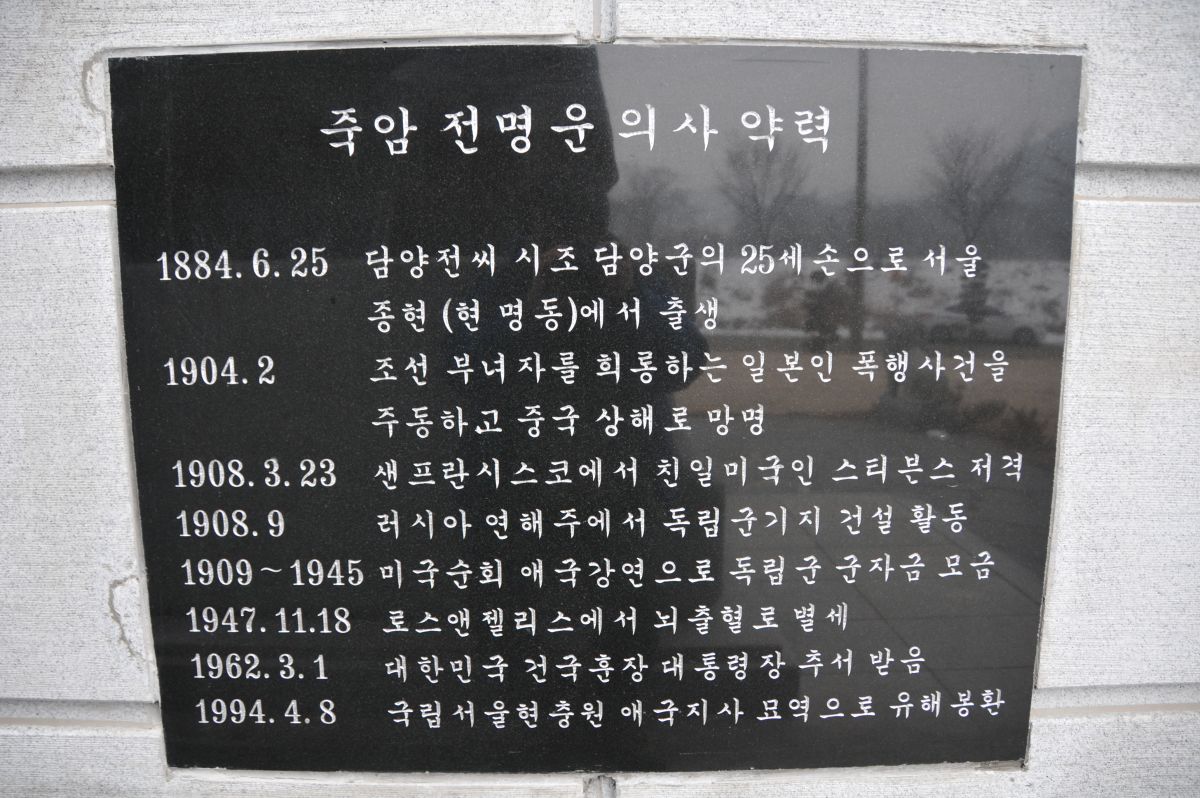 죽암 전명운 의사 약력
1884. 6. 25 담양전씨 시조 담양군의 25세손으로 서울
종현 (현 명동)에서 출생
1904. 2 조선 부녀자를 희롱하는 일본인 폭행사건을
주동하고 중국 상해로 망명
1908. 3. 23 샌프란시스코에서 친일미국인 스티븐스 저격
1908. 9 러시아 연해주에서 독립군기지 건설 활동
1909 ~ 1945 미국순회 애국강연으로 독립군 군자금 모금
1947. 11. 18 로스앤젤리스에서 뇌출혈로 별세
1962. 3. 1 대한민국 건국훈장 대통령장 추서 받음
1994. 4. 8 국립서울현충원 애국지사 묘역으로 유해봉환